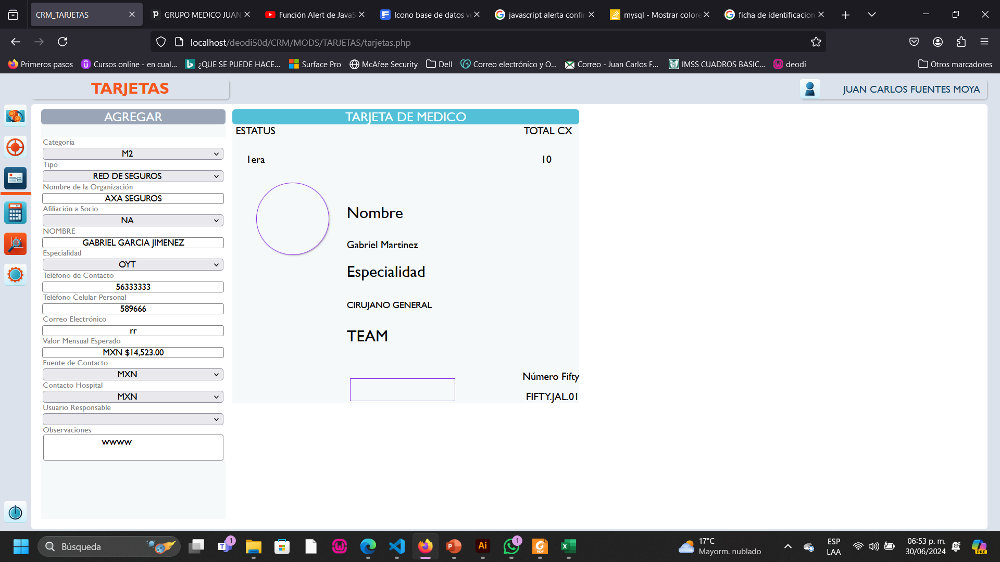 CRM_TARJETAS
GRUPO MEDICO JUAN
Función Alert de JavaS
Icono base de datos ve
javascript alerta confir
mysql - Mostrar colore
ficha de identificacion
localhost/deodi50d/CRM/MODS/TARJETAS/tarjetas.php
Primeros pasos
Cursos online - en cual...
¿QUE SE PUEDE HACE...
Surface Pro
McAfee Security
Dell
Correo electrónico y O...
Correo - Juan Carlos F...
IMSS CUADROS BASIC...
deodi
Otros marcadores
TARJETAS
JUAN CARLOS FUENTES MOYA
AGREGAR
Categoria
M2
Tipo
RED DE SEGUROS
Nombre de la Organización
AXA SEGUROS
Afiliación a Socio
NA
NOMBRE
GABRIEL GARCIA JIMENEZ
Especialidad
OYT
Teléfono de Contacto
56333333
Teléfono Celular Personal
589666
Correo Electrónico
rr
Valor Mensual Esperado
MXN $14,523.00
Fuente de Contacto
MXN
Contacto Hospital
MXN
Usuario Responsable
Observaciones
wwww
TARJETA DE MEDICO
ESTATUS
TOTAL CX
1era
10
Nombre
Gabriel Martinez
Especialidad
CIRUJANO GENERAL
TEAM
Número Fifty
FIFTY.JAL.01
Búsqueda
1
1
17°C
Mayorm. nublado
ESP
LAA
06:53 p. m.
30/06/2024
PRE